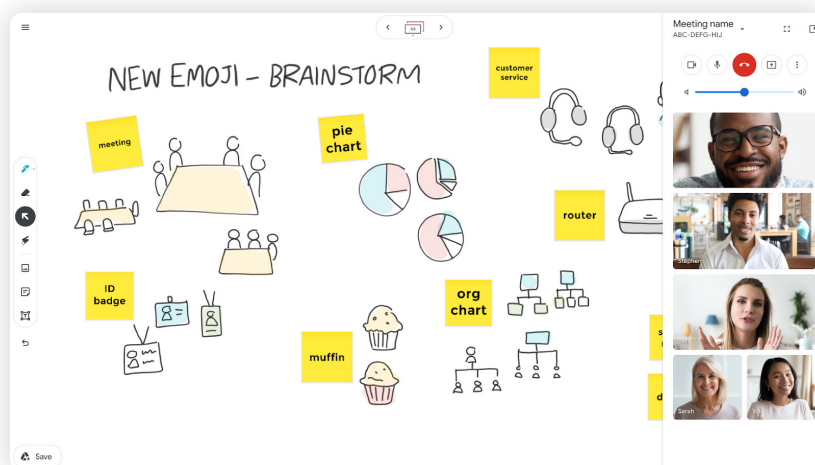 Meeting name
ABC-DEFG-HIJ
NEW EMOJI - BRAINSTORM
customer
service
meeting
pie
chart
router
Stephen
ID
badge
org
chart
muffin
Sarah
Save